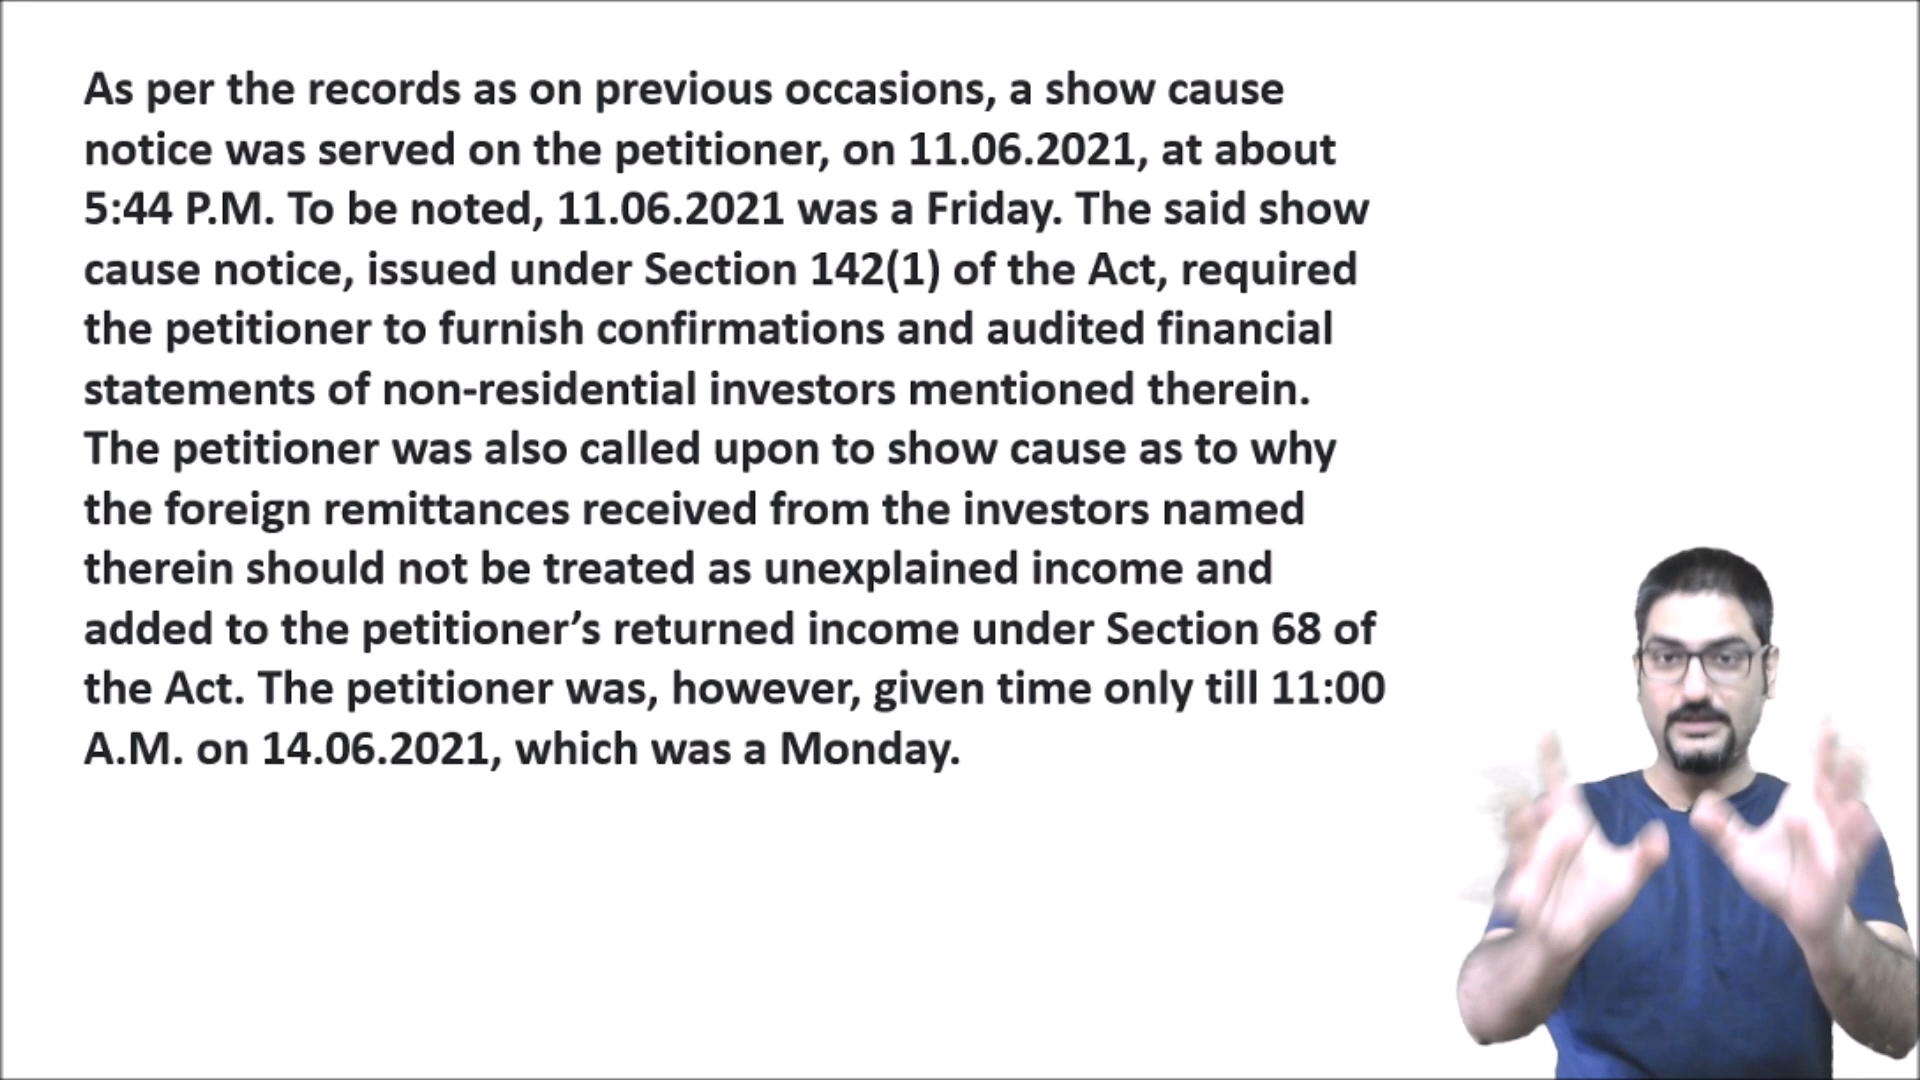 As per the records as on previous occasions, a show cause
notice was served on the petitioner, on 11.06.2021, at about
5:44 P.M. To be noted, 11.06.2021 was a Friday. The said show
cause notice, issued under Section 142(1) of the Act, required
the petitioner to furnish confirmations and audited financial
statements of non-residential investors mentioned therein.
The petitioner was also called upon to show cause as to why
the foreign remittances received from the investors named
therein should not be treated as unexplained income and
added to the petitioner’s returned income under Section 68 of
the Act. The petitioner was, however, given time only till 11:00
A.M. on 14.06.2021, which was a Monday.